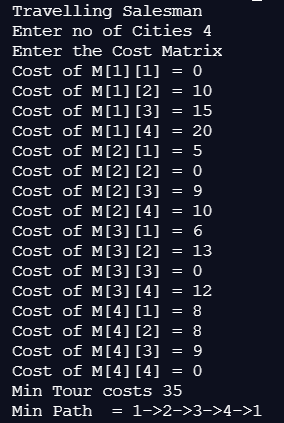 Travelling Salesman
Enter no of Cities 4
Enter the Cost Matrix
Cost of M[1][1] = 0
Cost of M[1][2] = 10
Cost of M[1][3] = 15
Cost of M[1][4] = 20
Cost of M[2][1] = 5
Cost of M[2][2] = 0
Cost of M[2][3] = 9
Cost of M[2][4] = 10
Cost of M[3][1] = 6
Cost of M[3][2] = 13
Cost of M[3][3] = 0
Cost of M[3][4] = 12
Cost of M[4][1] = 8
Cost of M[4][2] = 8
Cost of M[4][3] = 9
Cost of M[4][4] = 0
Min Tour costs 35
Min Path  = 1->2->3->4->1